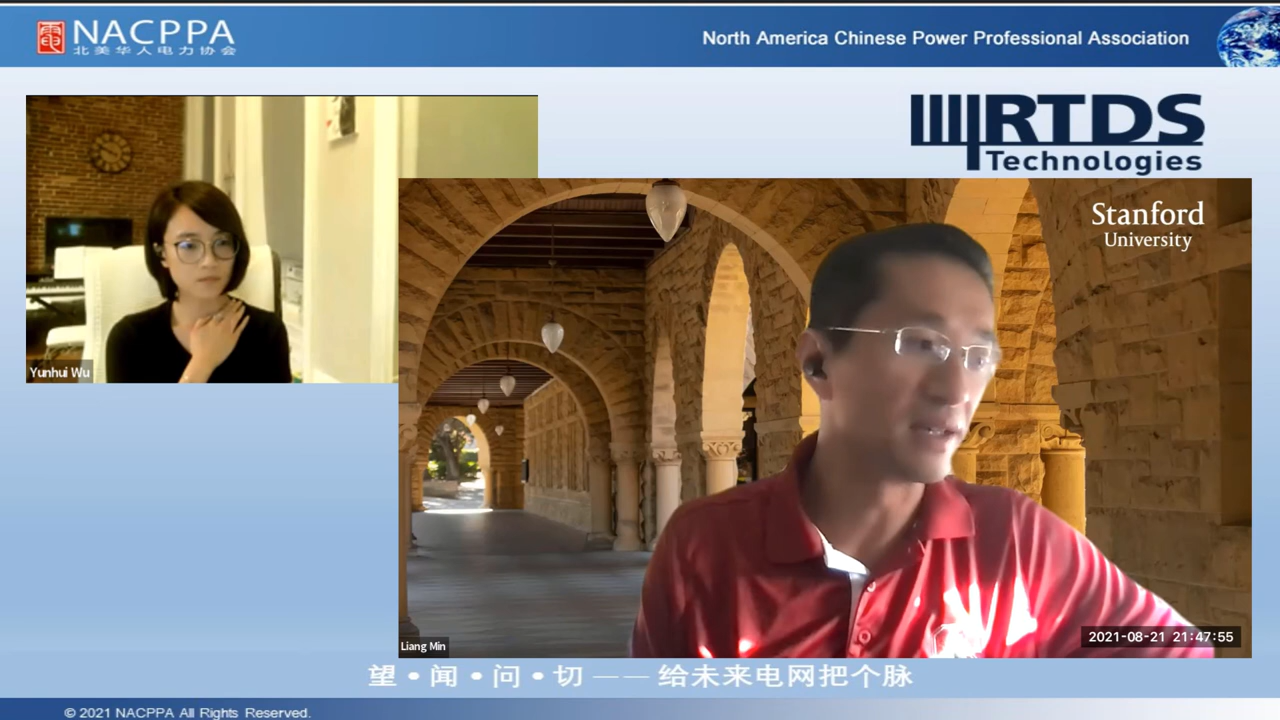 電 NACPPA
北美华人电力协会
North America Chinese Power Professional Association
RTDS
Technologies
Stanford
University
Yunhui Wu
Liang Min
2021-08-21 21:47:55
望•闻•问•切——给未来电网把个脉
© 2021 NACPPA All Rights Reserved.